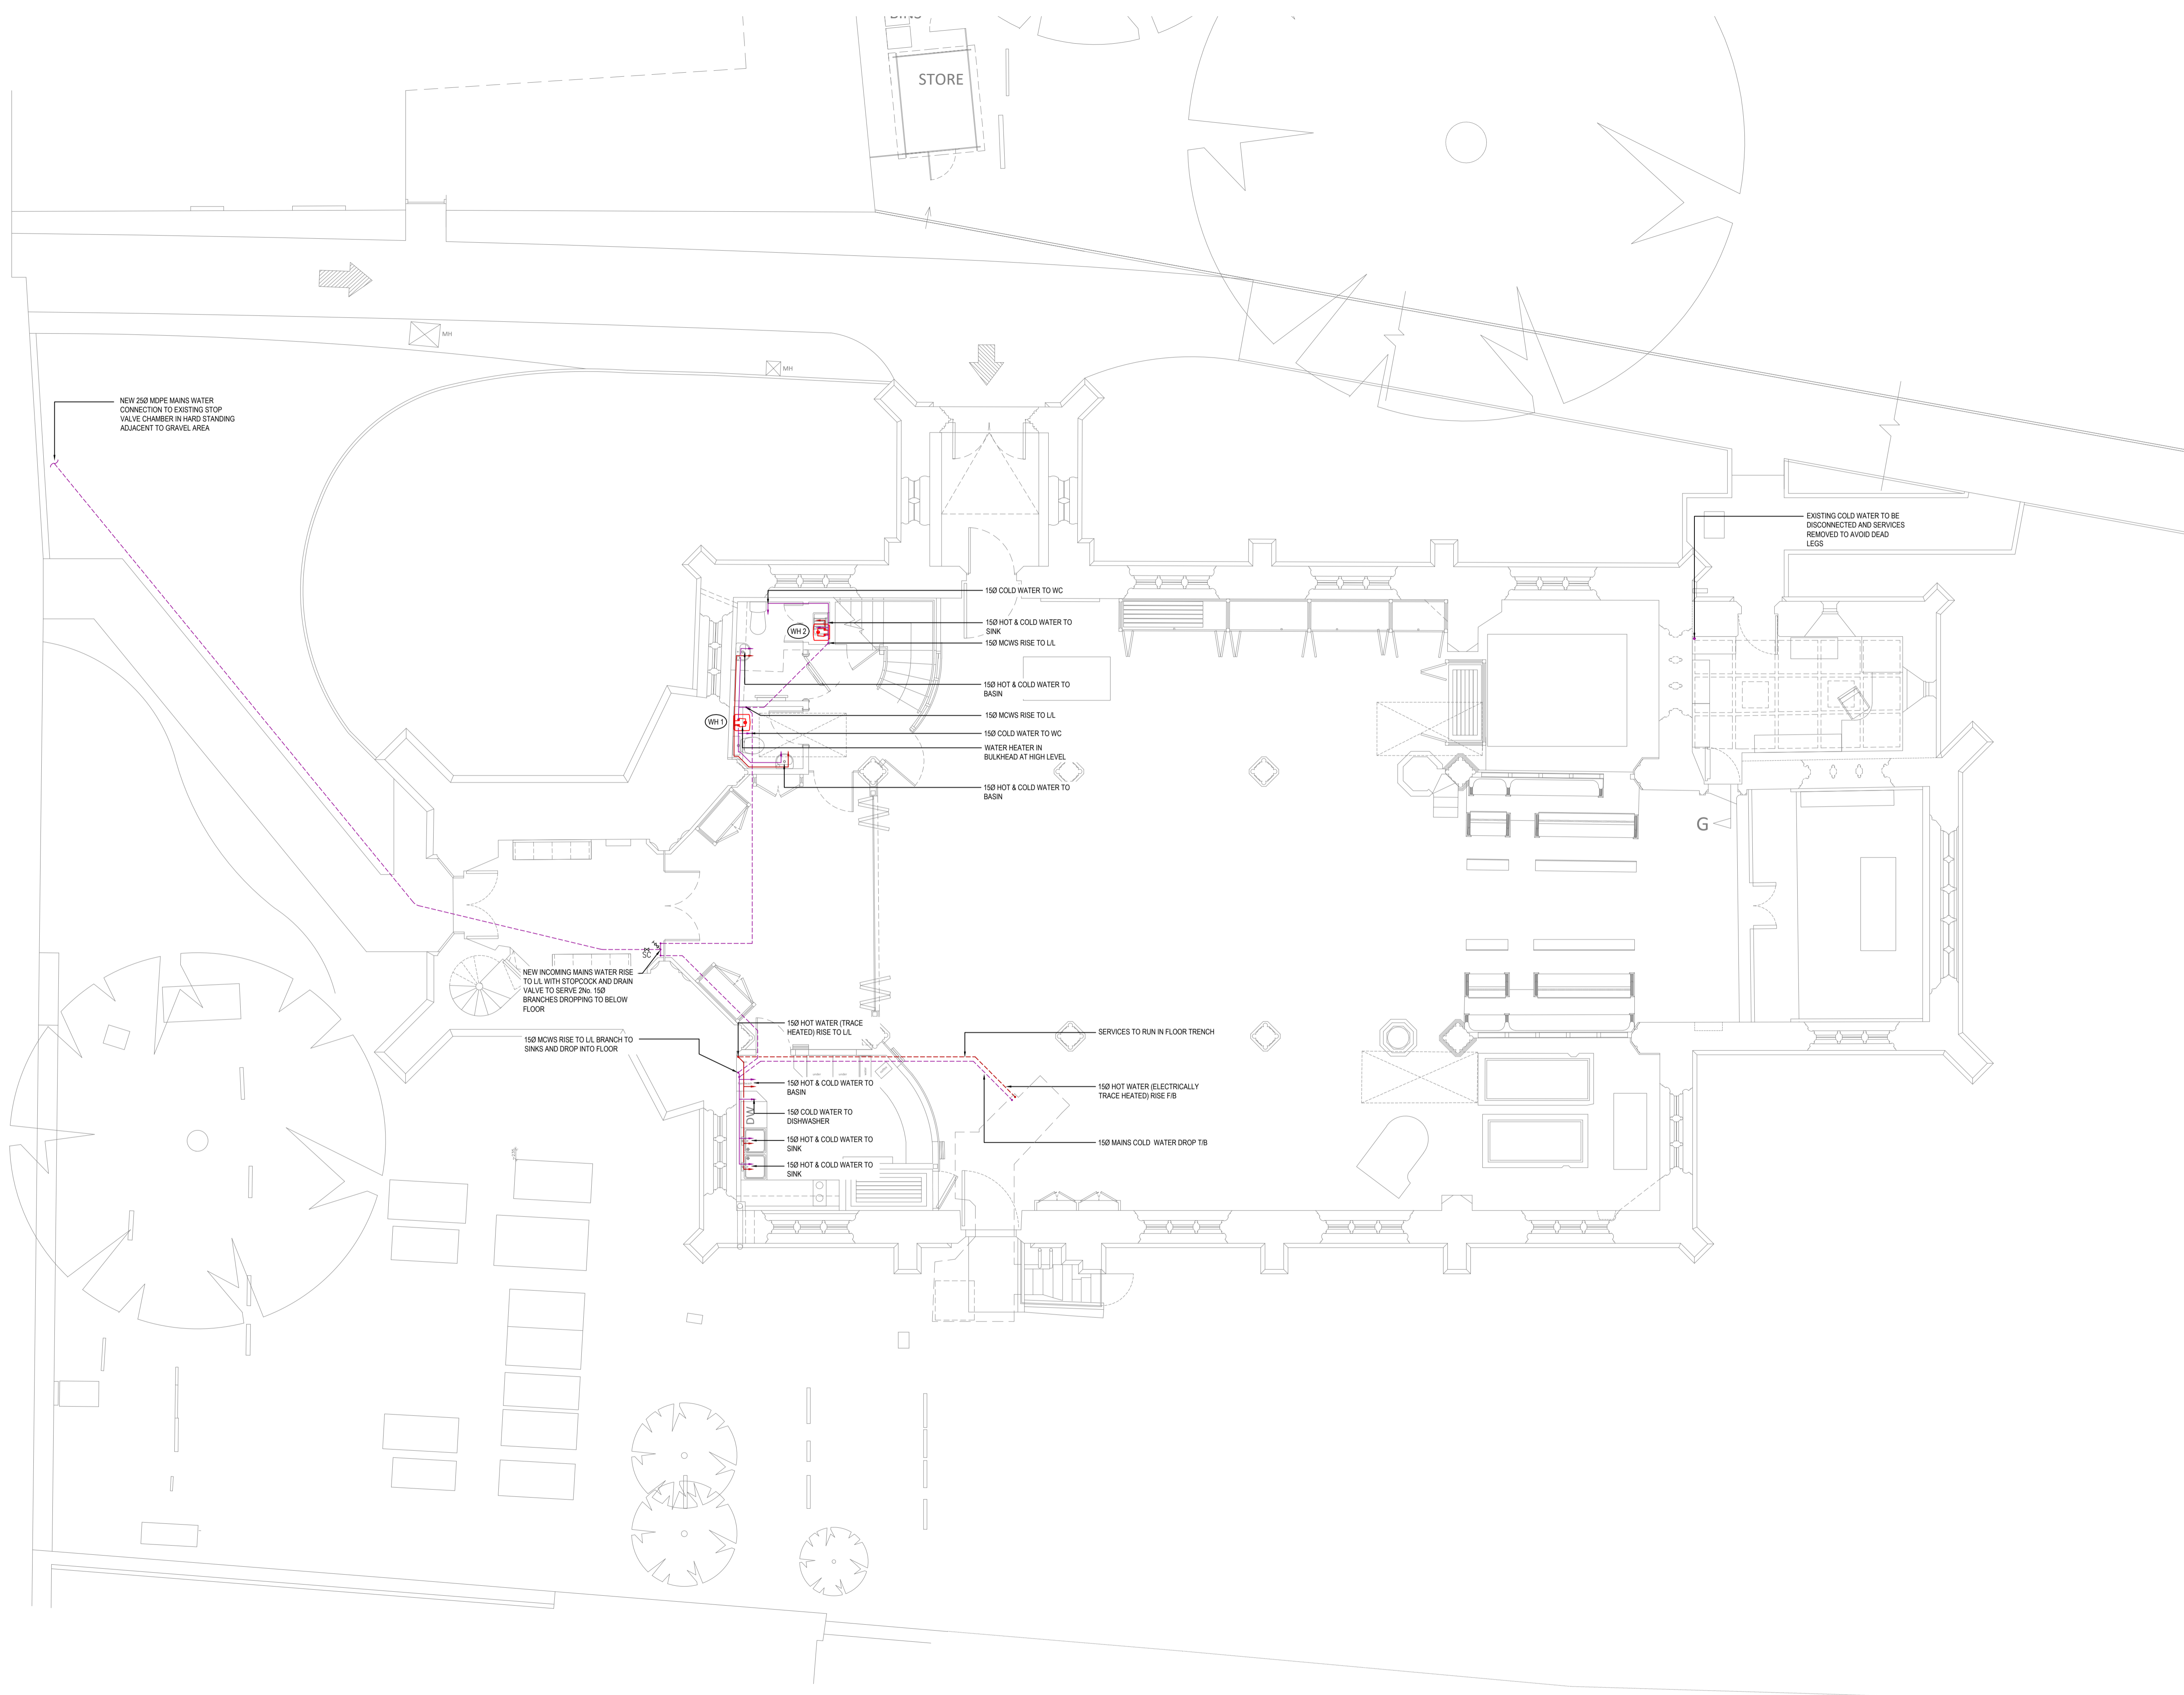 STORE
MH
MH
NEW 25Ø MDPE MAINS WATER
CONNECTION TO EXISTING STOP
VALVE CHAMBER IN HARD STANDING
ADJACENT TO GRAVEL AREA
EXISTING COLD WATER TO BE
DISCONNECTED AND SERVICES
REMOVED TO AVOID DEAD
LEGS
15Ø COLD WATER TO WC
WH 2
15Ø HOT & COLD WATER TO
SINK
15Ø MCWS RISE TO L/L
15Ø HOT & COLD WATER TO
BASIN
WH 1
15Ø MCWS RISE TO L/L
15Ø COLD WATER TO WC
WATER HEATER IN
BULKHEAD AT HIGH LEVEL
15Ø HOT & COLD WATER TO
BASIN
G
SC
NEW INCOMING MAINS WATER RISE
TO L/L WITH STOPCOCK AND DRAIN
VALVE TO SERVE 2No. 15Ø
BRANCHES DROPPING TO BELOW
FLOOR
15Ø HOT WATER (TRACE
HEATED) RISE TO L/L
SERVICES TO RUN IN FLOOR TRENCH
15Ø MCWS RISE TO L/L BRANCH TO
SINKS AND DROP INTO FLOOR
15Ø HOT & COLD WATER TO
BASIN
15Ø HOT WATER (ELECTRICALLY
TRACE HEATED) RISE F/B
DW
15Ø COLD WATER TO
DISHWASHER
15Ø HOT & COLD WATER TO
SINK
15Ø MAINS COLD WATER DROP T/B
15Ø HOT & COLD WATER TO
SINK